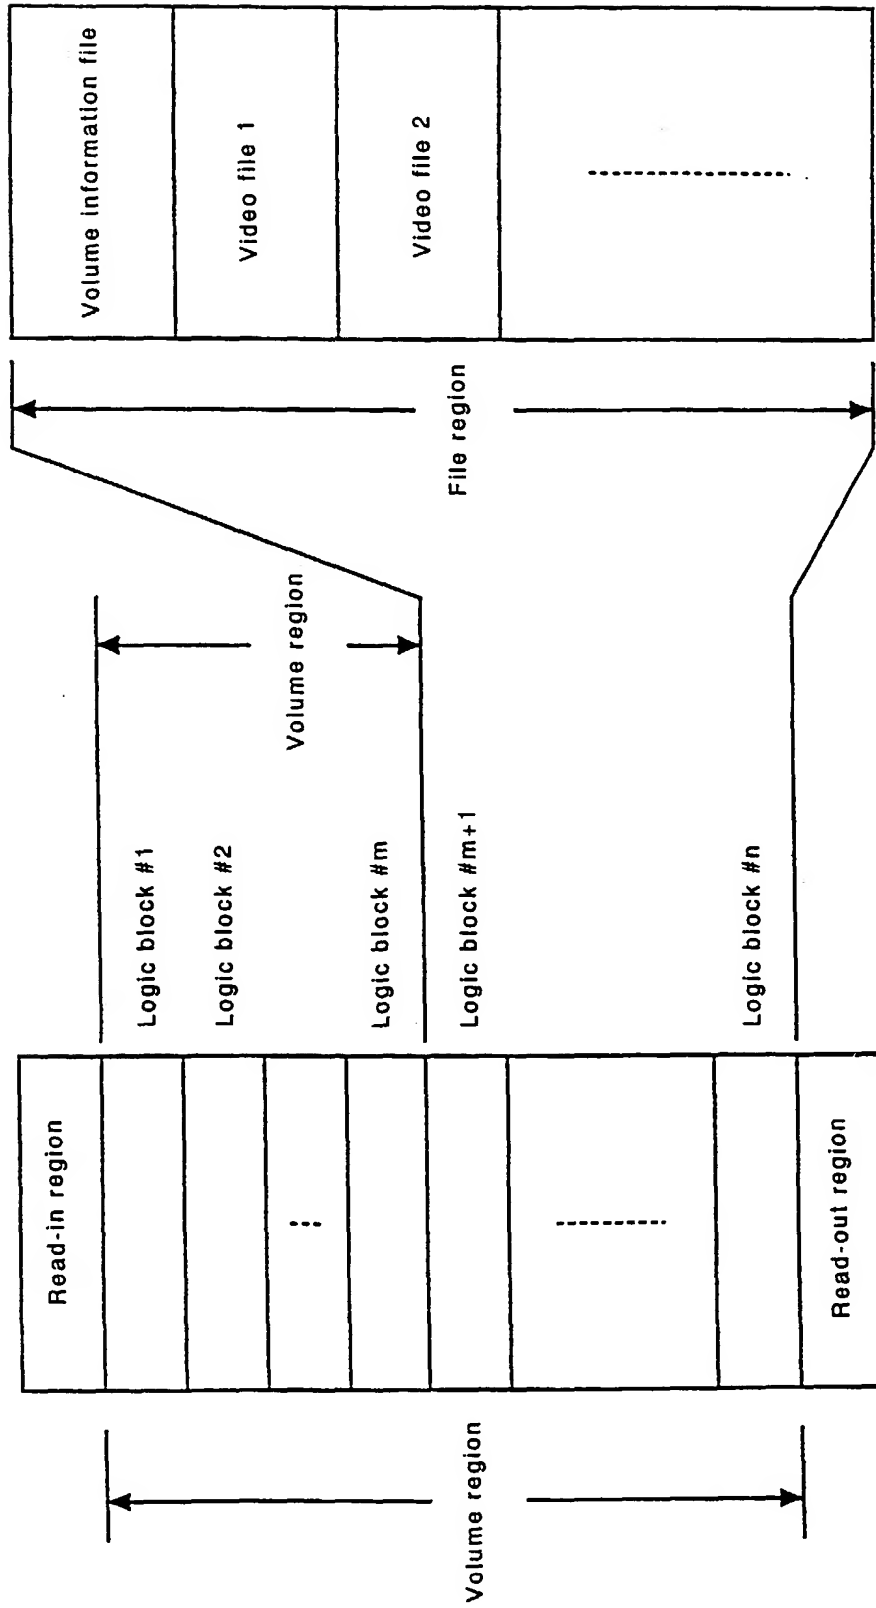 Volume region
Read-in region
Read-out region
Logic block #1
Logic block #2
Logic block #m
Logic block #m+1
Logic block #n
Volume region
File region
Volume information file
Video file 1
Video file 2